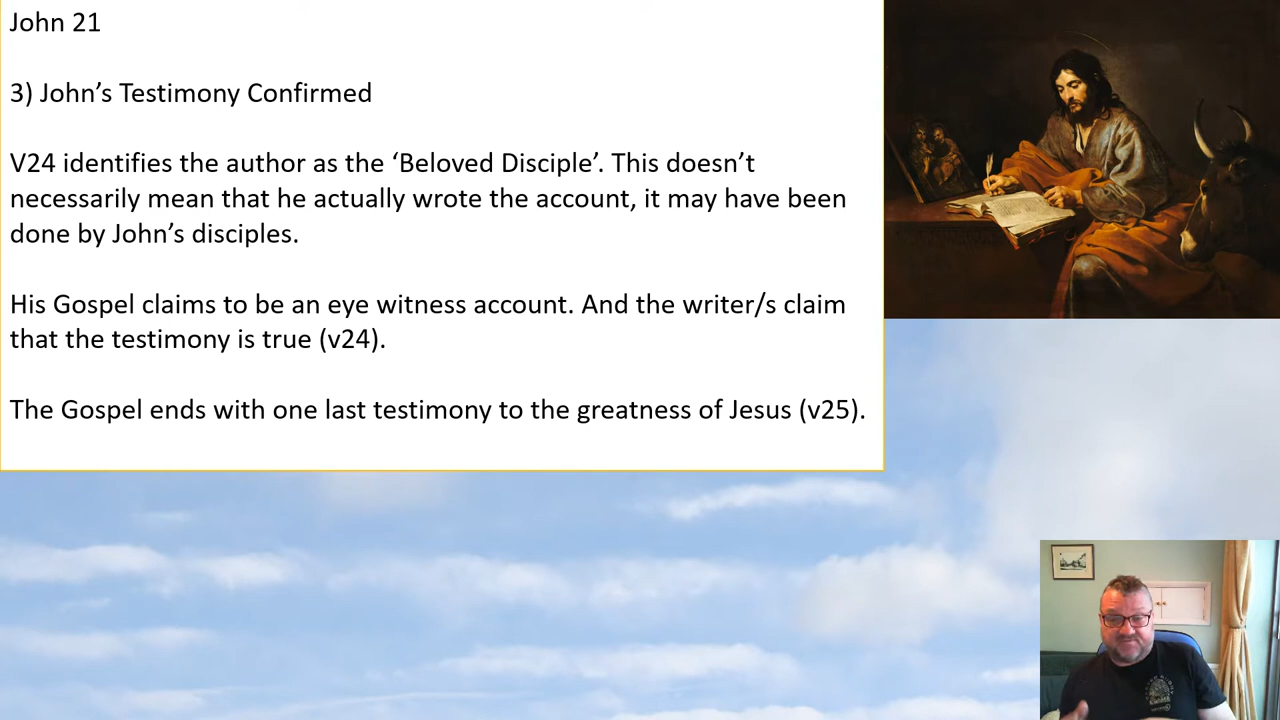 John 21
3) John’s Testimony Confirmed
V24 identifies the author as the ‘Beloved Disciple’. This doesn’t
necessarily mean that he actually wrote the account, it may have been
done by John’s disciples.
His Gospel claims to be an eye witness account. And the writer/s claim
that the testimony is true (v24).
The Gospel ends with one last testimony to the greatness of Jesus (v25).